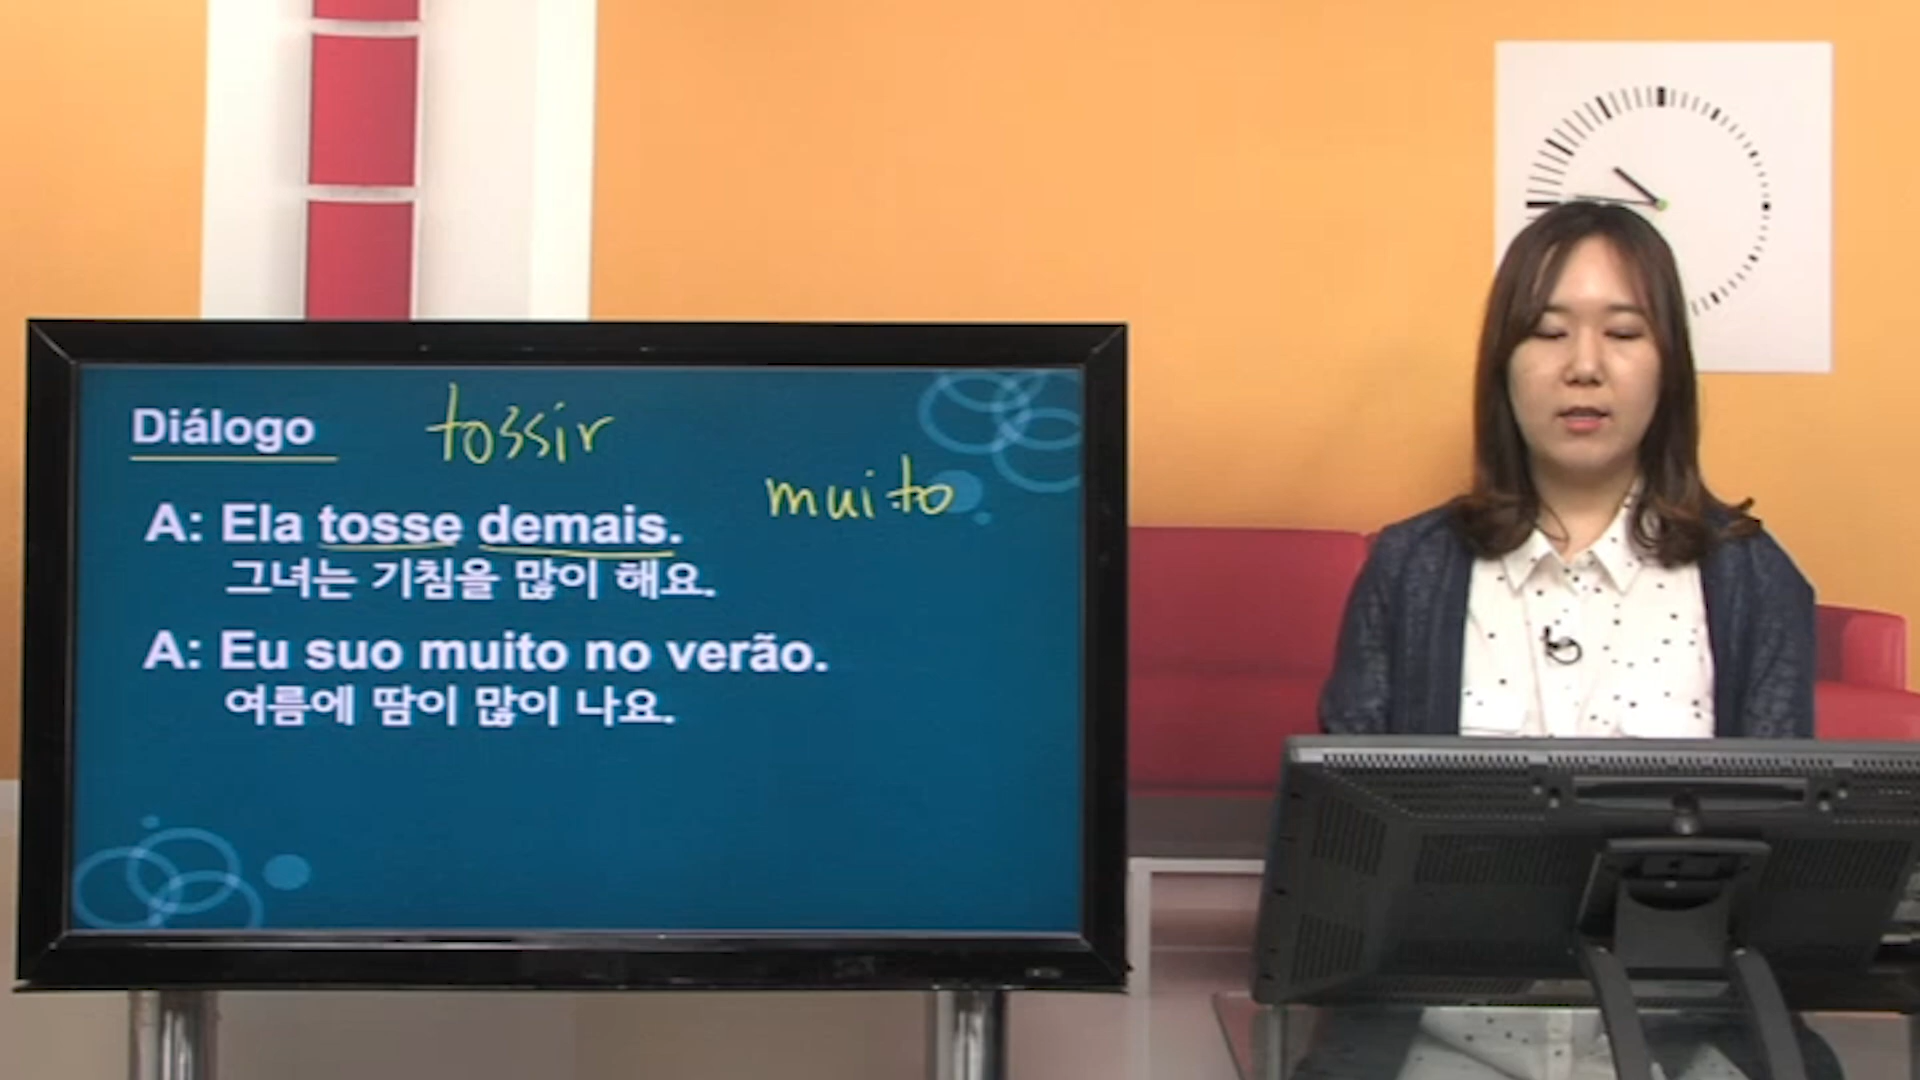 Diálogo tossir
muito
A: Ela tosse demais.
그녀는 기침을 많이 해요.
A: Eu suo muito no verão.
여름에 땀이 많이 나요.